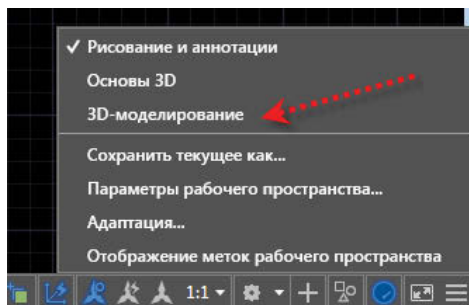 ✓ Рисование и аннотации
Основы 3D
3D-моделирование
Сохранить текущее как...
Параметры рабочего пространства...
Адаптация...
Отображение меток рабочего пространства
1:1